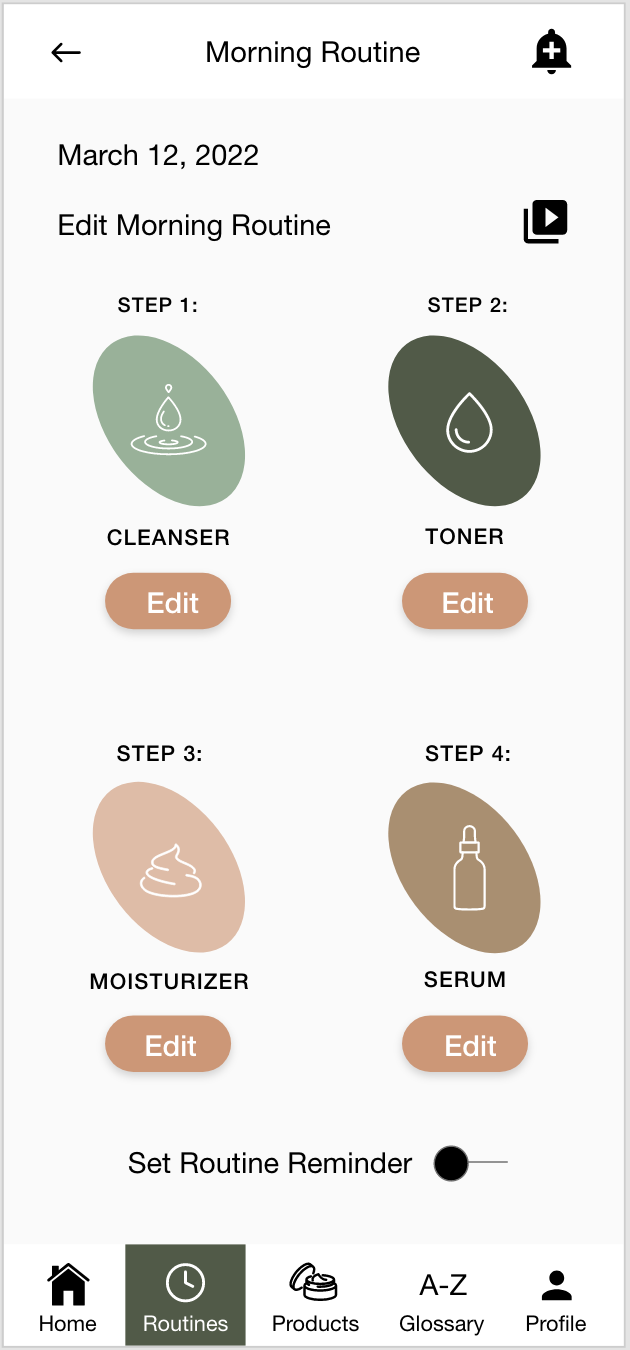 Morning Routine
March 12, 2022
Edit Morning Routine
STEP 1:
STEP 2:
CLEANSER
TONER
Edit
Edit
STEP 3:
STEP 4:
MOISTURIZER
SERUM
Edit
Edit
Set Routine Reminder
A-Z
Home
Routines
Products
Glossary
Profile